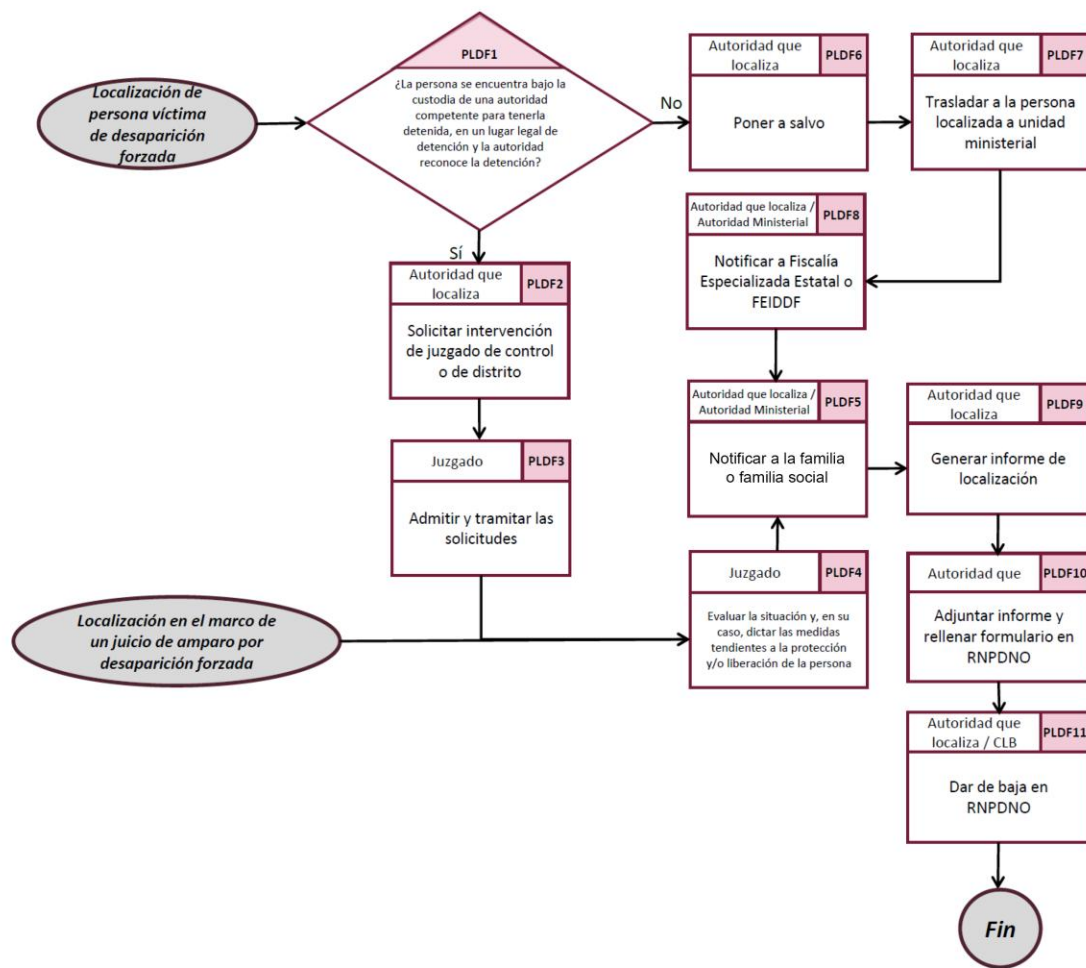 PLDF1
¿La persona se encuentra bajo la
custodia de una autoridad
competente para tenerla
detenida, en un lugar legal de
detención y la autoridad
reconoce la detención?
Localización de
persona víctima
de desaparición
forzada
No
Sí
Autoridad que
localiza
PLDF6
Poner a salvo
Autoridad que
localiza
PLDF7
Trasladar a la persona
localizada a unidad
ministerial
Autoridad que localiza /
Autoridad Ministerial
PLDF8
Notificar a Fiscalía
Especializada Estatal o
FEIDDF
Autoridad que
localiza
PLDF2
Solicitar intervención
de juzgado de control
o de distrito
Juzgado
PLDF3
Admitir y tramitar las
solicitudes
Autoridad que localiza /
Autoridad Ministerial
PLDF5
Notificar a la familia
o familia social
Autoridad que
localiza
PLDF9
Generar informe de
localización
Localización en el marco de
un juicio de amparo por
desaparición forzada
Juzgado
PLDF4
Evaluar la situación y, en su
caso, dictar las medidas
tendientes a la protección
y/o liberación de la persona
Autoridad que
PLDF10
Adjuntar informe y
rellenar formulario en
RNPDNO
Autoridad que
localiza / CLB
PLDF11
Dar de baja en
RNPDNO
Fin